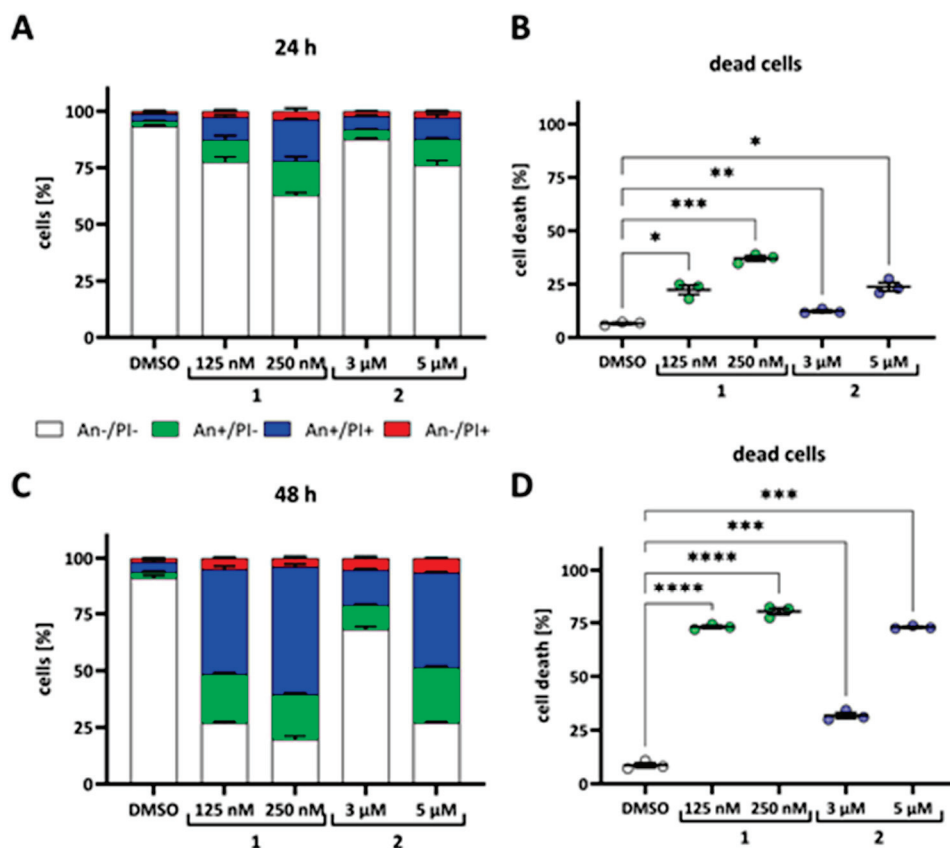 A
24 h
cells [%]
100
75
50
25
0
DMSO 125 nM 250 nM 3 µM 5 µM
1 2
B
dead cells
cell death [%]
100
75
50
25
0
*
**
***
*
DMSO 125 nM 250 nM 3 µM 5 µM
1 2
An-/PI- An+/PI- An+/PI+ An-/PI+
C
48 h
cells [%]
100
75
50
25
0
DMSO 125 nM 250 nM 3 µM 5 µM
1 2
D
dead cells
cell death [%]
100
75
50
25
0
***
***
****
****
DMSO 125 nM 250 nM 3 µM 5 µM
1 2